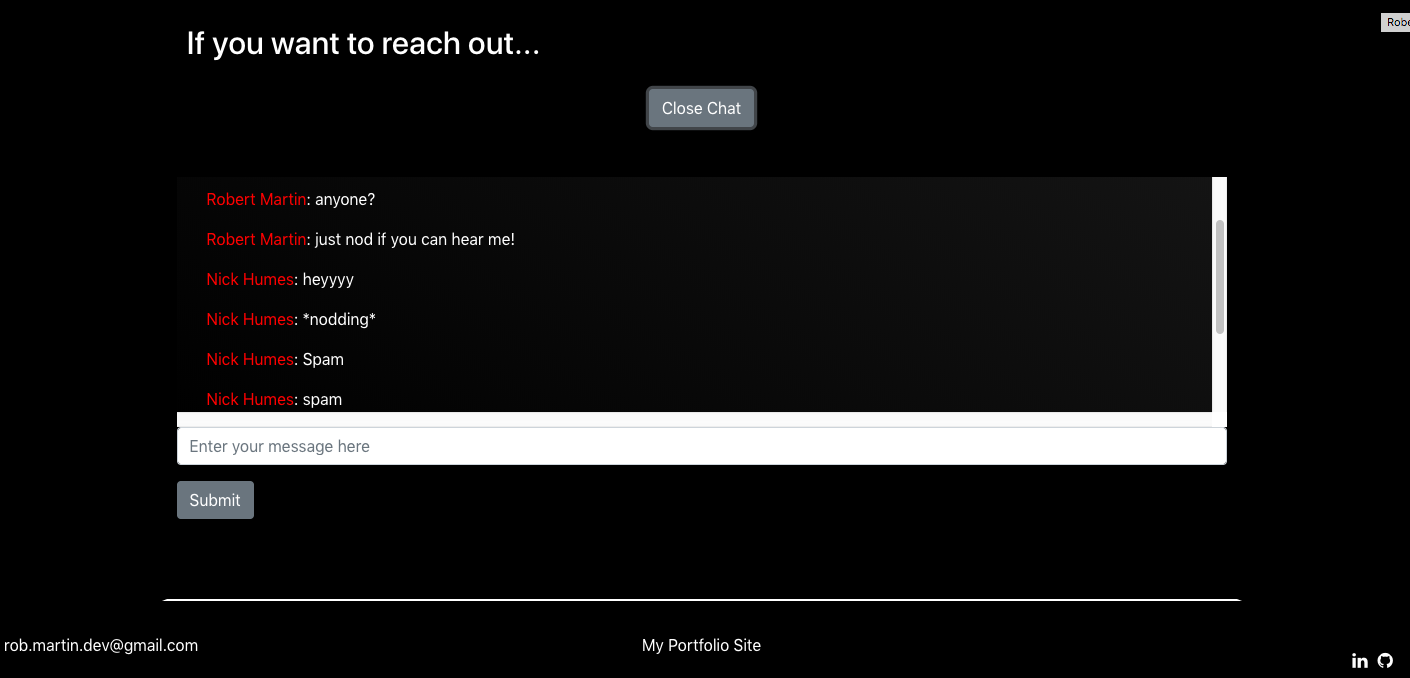 Robe
If you want to reach out...
Close Chat
Robert Martin: anyone?
Robert Martin: just nod if you can hear me!
Nick Humes: heyyyy
Nick Humes: *nodding*
Nick Humes: Spam
Nick Humes: spam
Enter your message here
Submit
rob.martin.dev@gmail.com
My Portfolio Site
in